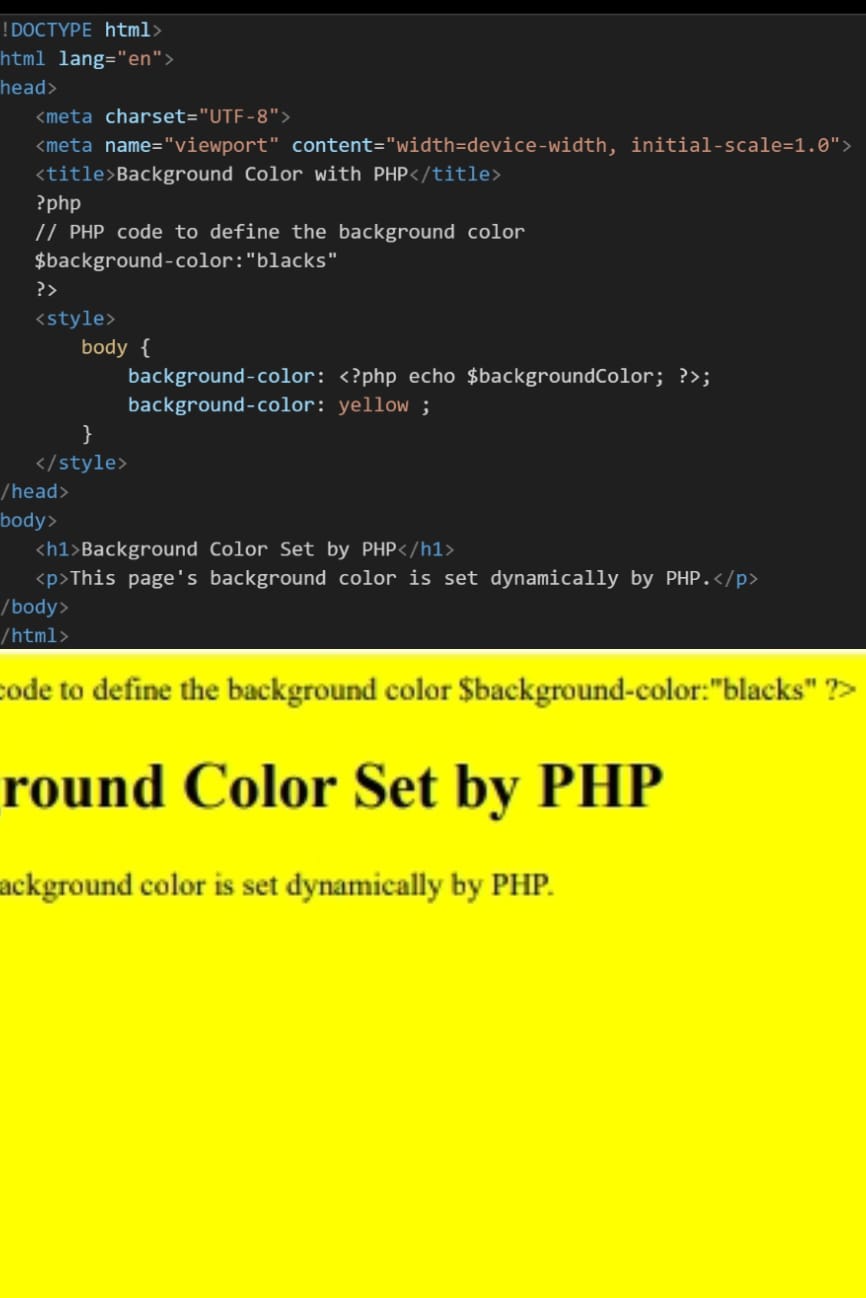 !DOCTYPE html>
html lang="en">
head>
<meta charset="UTF-8">
<meta name="viewport" content="width=device-width, initial-scale=1.0">
<title>Background Color with PHP</title>
?php
// PHP code to define the background color
$background-color:"blacks"
?>
<style>
body {
background-color: <?php echo $backgroundColor; ?>;
background-color: yellow ;
}
</style>
/head>
body>
<h1>Background Color Set by PHP</h1>
<p>This page's background color is set dynamically by PHP.</p>
/body>
/html>
code to define the background color $background-color:"blacks" ?>
round Color Set by PHP
ackground color is set dynamically by PHP.